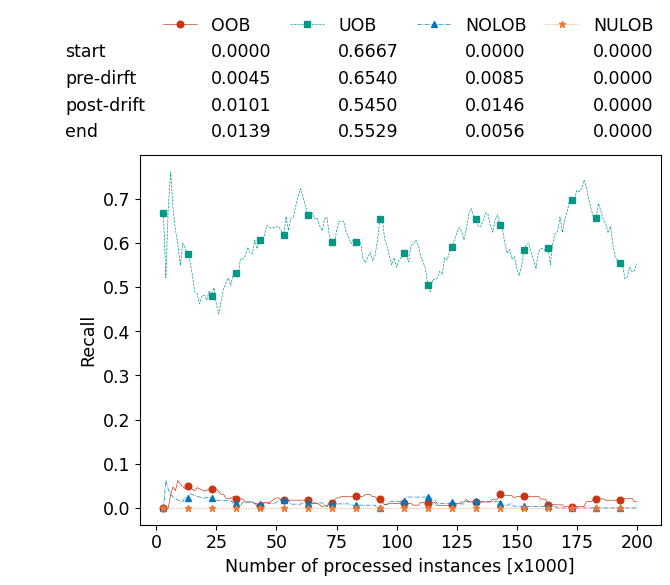 OOB UOB NOLOB NULOB
start 0.0000 0.6667 0.0000 0.0000
pre-dirft 0.0045 0.6540 0.0085 0.0000
post-drift 0.0101 0.5450 0.0146 0.0000
end 0.0139 0.5529 0.0056 0.0000
0.7
0.6
0.5
0.4
0.3
0.2
0.1
0.0
Recall
0 25 50 75 100 125 150 175 200
Number of processed instances [x1000]